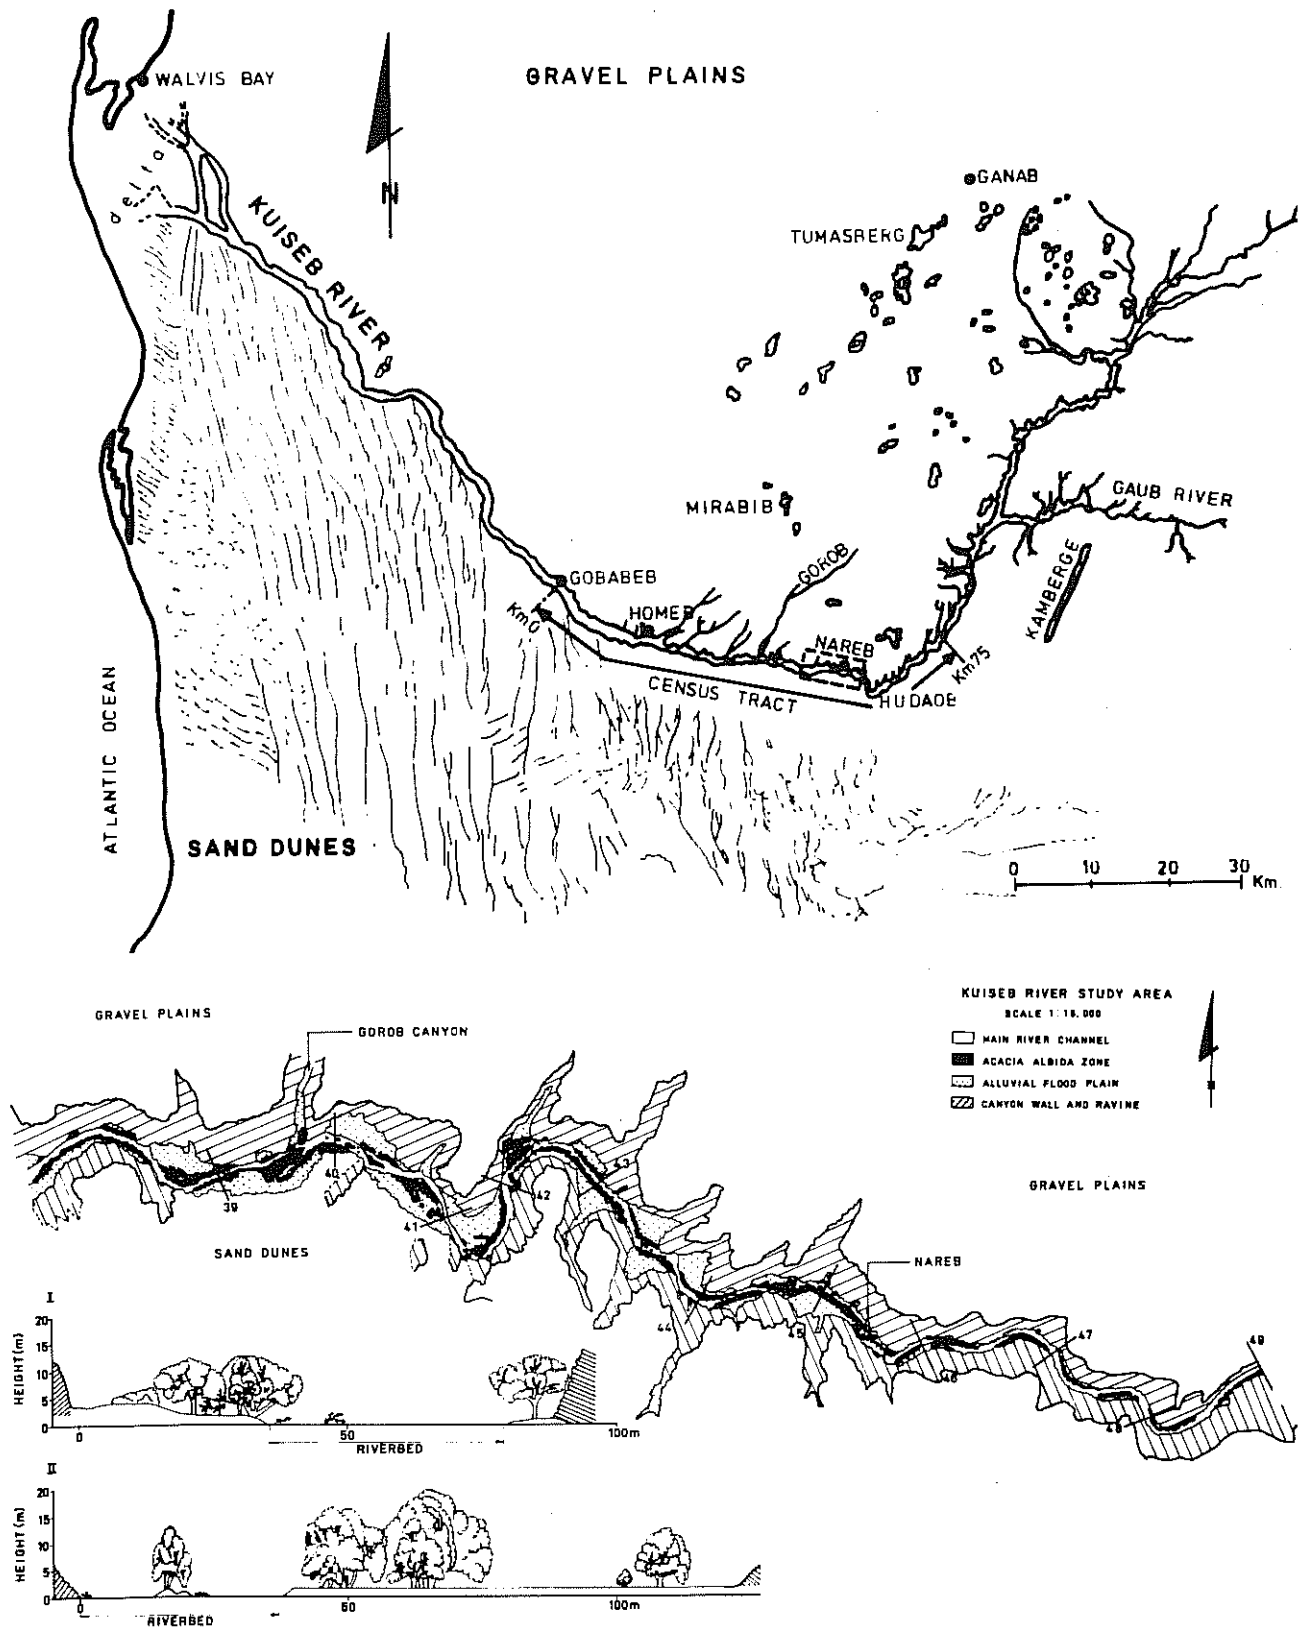 WALVIS BAY
GRAVEL PLAINS
delta
N
KUISEB RIVER
GANAB
TUMASBERG
MIRABIB
GAUB RIVER
KAMBERGE
GOBABEB
Km 0
HOMEB
GOROB
NAREB
Km 75
CENSUS TRACT
HUDAOB
ATLANTIC OCEAN
SAND DUNES
0 10 20 30 Km
GRAVEL PLAINS
GOROB CANYON
KUISEB RIVER STUDY AREA
SCALE 1:15,000
MAIN RIVER CHANNEL
ACACIA ALBIDA ZONE
ALLUVIAL FLOOD PLAIN
CANYON WALL AND RAVINE
39
40
41
42
43
GRAVEL PLAINS
SAND DUNES
NAREB
44
45
46
47
48
49
I
HEIGHT (m)
20
15
10
5
0
0 50 100m
RIVERBED
II
HEIGHT (m)
20
15
10
5
0
0 50 100m
RIVERBED